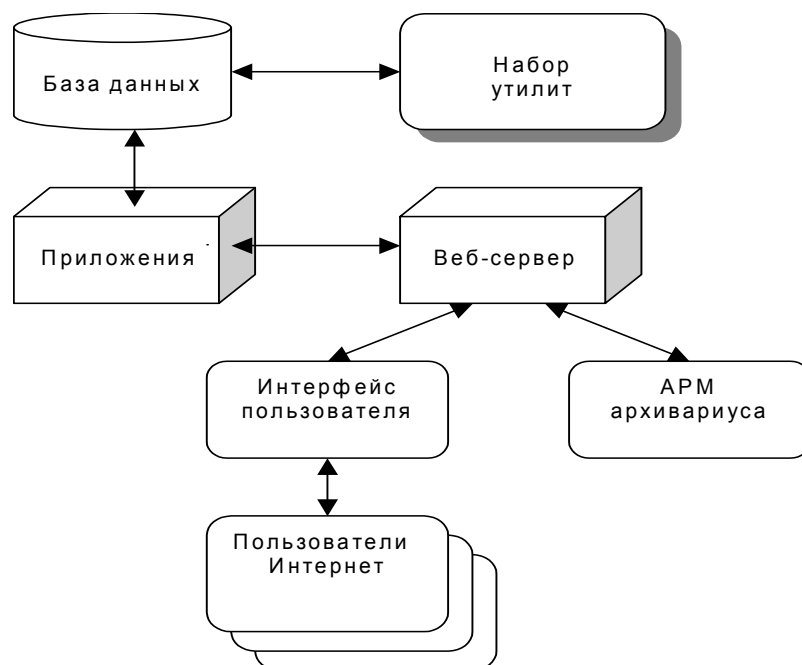 База данных
Набор
утилит
Приложения
Веб-сервер
Интерфейс
пользователя
АРМ
архивариуса
Пользователи
Интернет